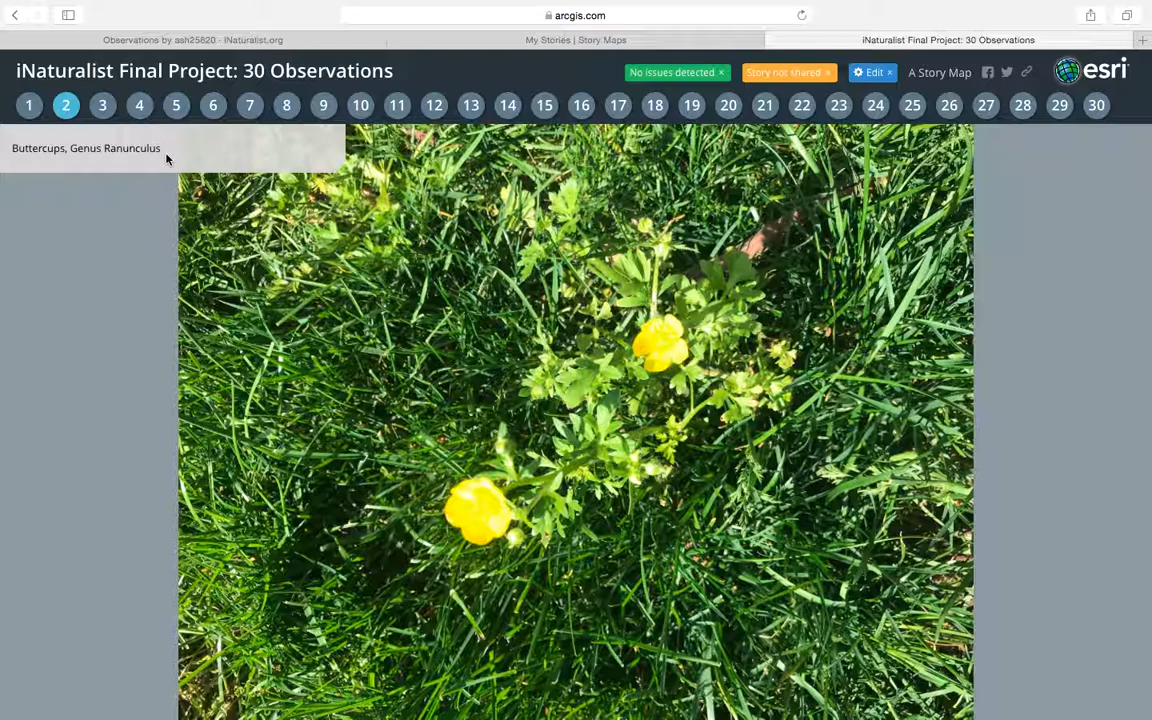 arcgis.com
Observations by ash25820 · iNaturalist.org
My Stories | Story Maps
iNaturalist Final Project: 30 Observations
iNaturalist Final Project: 30 Observations
No issues detected ×
Story not shared ×
Edit ×
A Story Map
esri
1 2 3 4 5 6 7 8 9 10 11 12 13 14 15 16 17 18 19 20 21 22 23 24 25 26 27 28 29 30
Buttercups, Genus Ranunculus